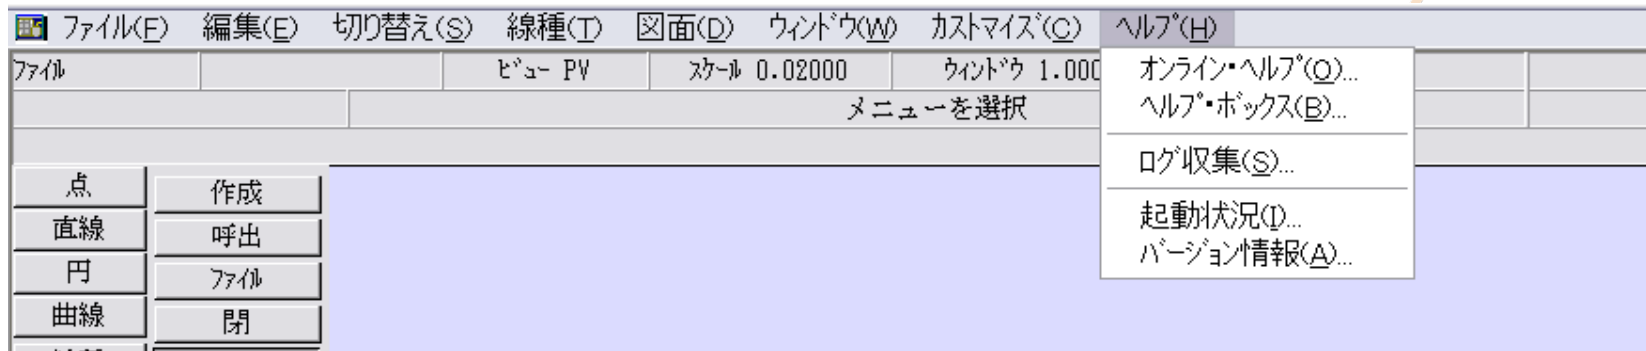 ファイル(F) 編集(E) 切り替え(S) 線種(T) 図面(D) ウィンドウ(W) カスタマイズ(C) ヘルプ(H)
ファイル ビュー PV スケール 0.02000 ウィンドウ 1.000
メニューを選択
オンライン・ヘルプ(O)...
ヘルプ・ボックス(B)...
ログ収集(S)...
起動状況(I)...
バージョン情報(A)...
点 作成
直線 呼出
円 ファイル
曲線 閉